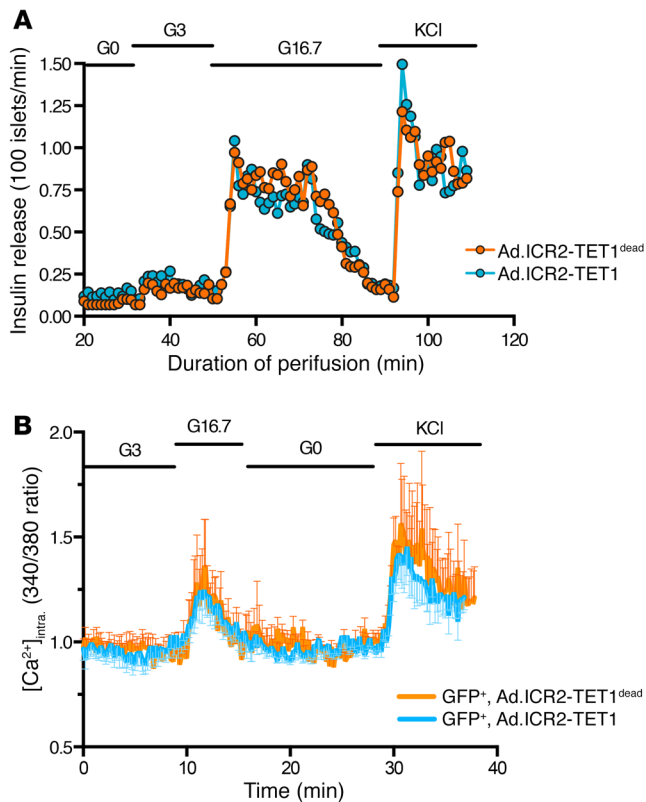 A
G0
G3
G16.7
KCl
Insulin release (100 islets/min)
1.50
1.25
1.00
0.75
0.50
0.25
0.00
20
40
60
80
100
120
Duration of perifusion (min)
Ad.ICR2-TET1dead
Ad.ICR2-TET1
B
G3
G16.7
G0
KCl
[Ca2+]intra. (340/380 ratio)
2.0
1.5
1.0
0.5
0
10
20
30
40
Time (min)
GFP+, Ad.ICR2-TET1dead
GFP+, Ad.ICR2-TET1